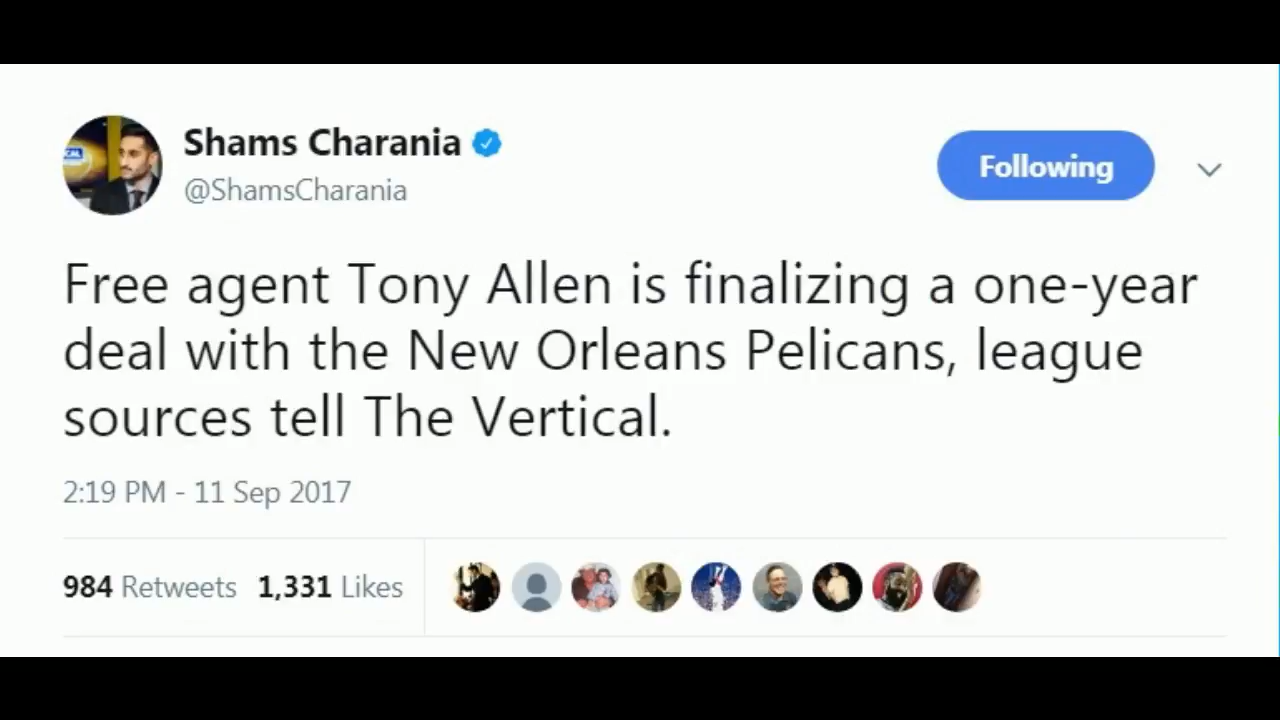 Shams Charania
@ShamsCharania
Following
Free agent Tony Allen is finalizing a one-year
deal with the New Orleans Pelicans, league
sources tell The Vertical.
2:19 PM - 11 Sep 2017
984 Retweets 1,331 Likes